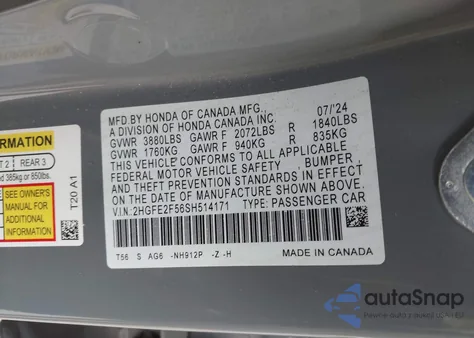 MFD.BY HONDA OF CANADA MFG., 07/'24
A DIVISION OF HONDA CANADA INC.
GVWR 3880LBS GAWR F 2072LBS R 1840LBS
GVWR 1760KG GAWR F 940KG R 835KG
THIS VEHICLE CONFORMS TO ALL APPLICABLE
FEDERAL MOTOR VEHICLE SAFETY , BUMPER ,
AND THEFT PREVENTION STANDARDS IN EFFECT
ON THE DATE OF MANUFACTURE SHOWN ABOVE.
V.I.N. 2HGFE2F56SH514171 TYPE: PASSENGER CAR
T56 S AG6 -NH912P -Z -H
MADE IN CANADA
ORMATION
T 2 REAR 3
ed 385kg or 850lbs.
SEE OWNER'S
MANUAL FOR
ADDITIONAL
INFORMATION
T20 A1
autoSnap